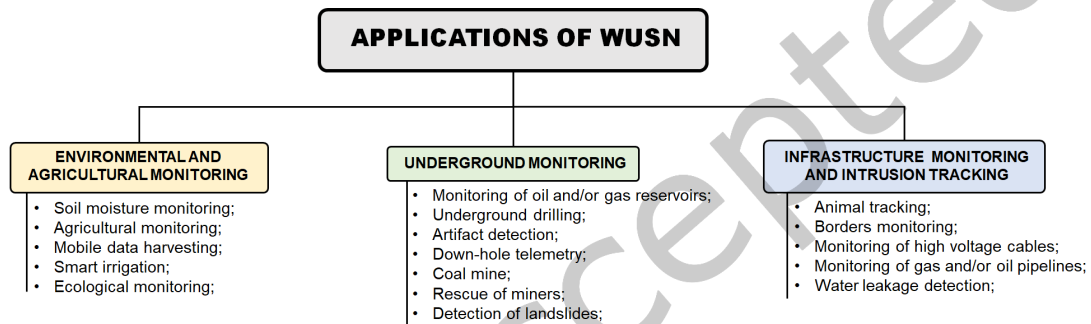 APPLICATIONS OF WUSN
ENVIRONMENTAL AND
AGRICULTURAL MONITORING
• Soil moisture monitoring;
• Agricultural monitoring;
• Mobile data harvesting;
• Smart irrigation;
• Ecological monitoring;
UNDERGROUND MONITORING
• Monitoring of oil and/or gas reservoirs;
• Underground drilling;
• Artifact detection;
• Down-hole telemetry;
• Coal mine;
• Rescue of miners;
• Detection of landslides;
INFRASTRUCTURE MONITORING
AND INTRUSION TRACKING
• Animal tracking;
• Borders monitoring;
• Monitoring of high voltage cables;
• Monitoring of gas and/or oil pipelines;
• Water leakage detection;